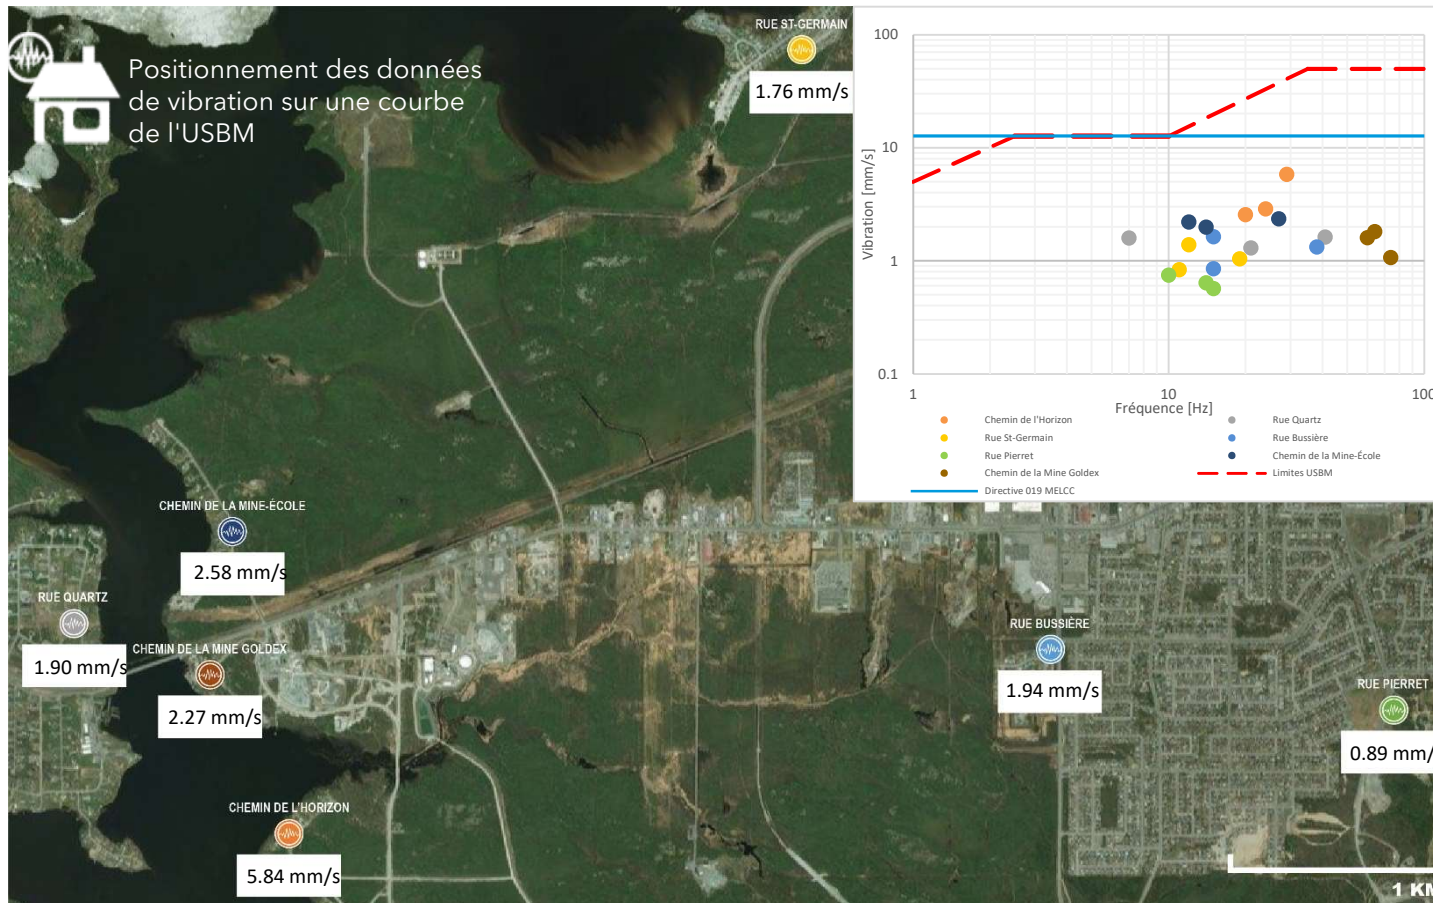 Positionnement des données
de vibration sur une courbe
de l'USBM
RUE ST-GERMAIN
1.76 mm/s
100
10
1
0.1
Vibration [mm/s]
1
10
100
Fréquence [Hz]
Chemin de l'Horizon
Rue Quartz
Rue St-Germain
Rue Bussière
Rue Pierret
Chemin de la Mine-École
Chemin de la Mine Goldex
Limites USBM
Directive 019 MELCC
CHEMIN DE LA MINE-ÉCOLE
2.58 mm/s
RUE QUARTZ
1.90 mm/s
CHEMIN DE LA MINE GOLDEX
2.27 mm/s
RUE BUSSIÈRE
1.94 mm/s
RUE PIERRET
0.89 mm/
CHEMIN DE L'HORIZON
5.84 mm/s
1 KM